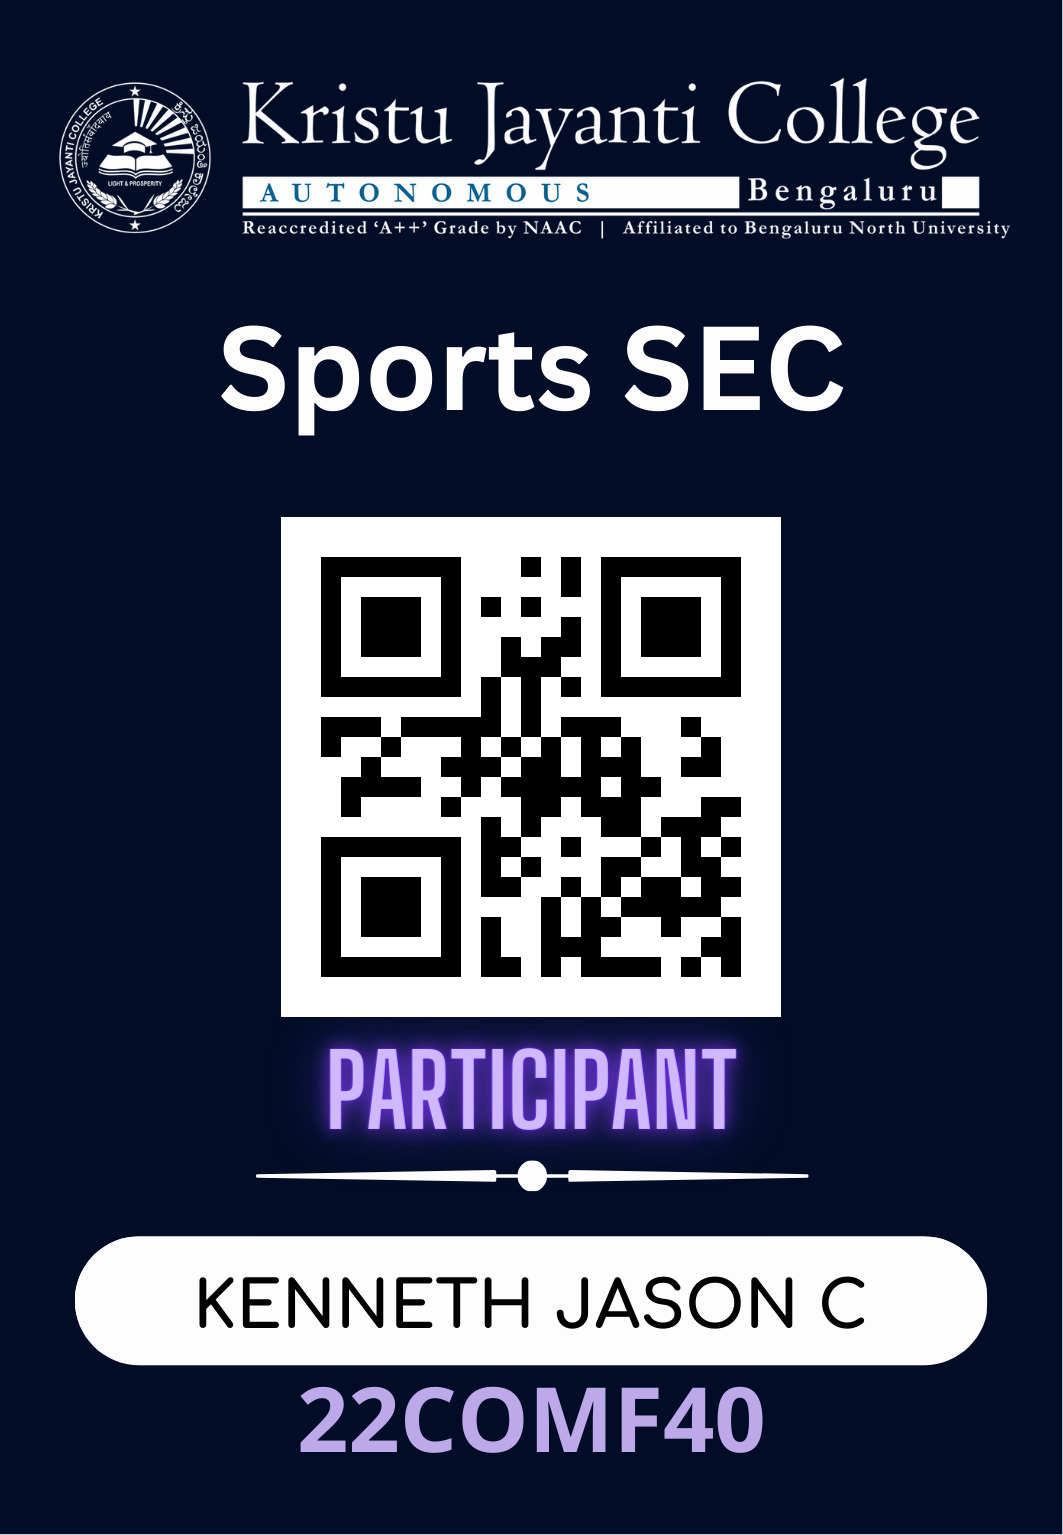 Kristu Jayanti College
AUTONOMOUS Bengaluru
Reaccredited ‘A++’ Grade by NAAC | Affiliated to Bengaluru North University
KRISTU JAYANTI COLLEGE
ಕ್ರಿಸ್ತು ಜಯಂತಿ ಕಾಲೇಜು
LIGHT & PROSPERITY
Sports SEC
PARTICIPANT
KENNETH JASON C
22COMF40